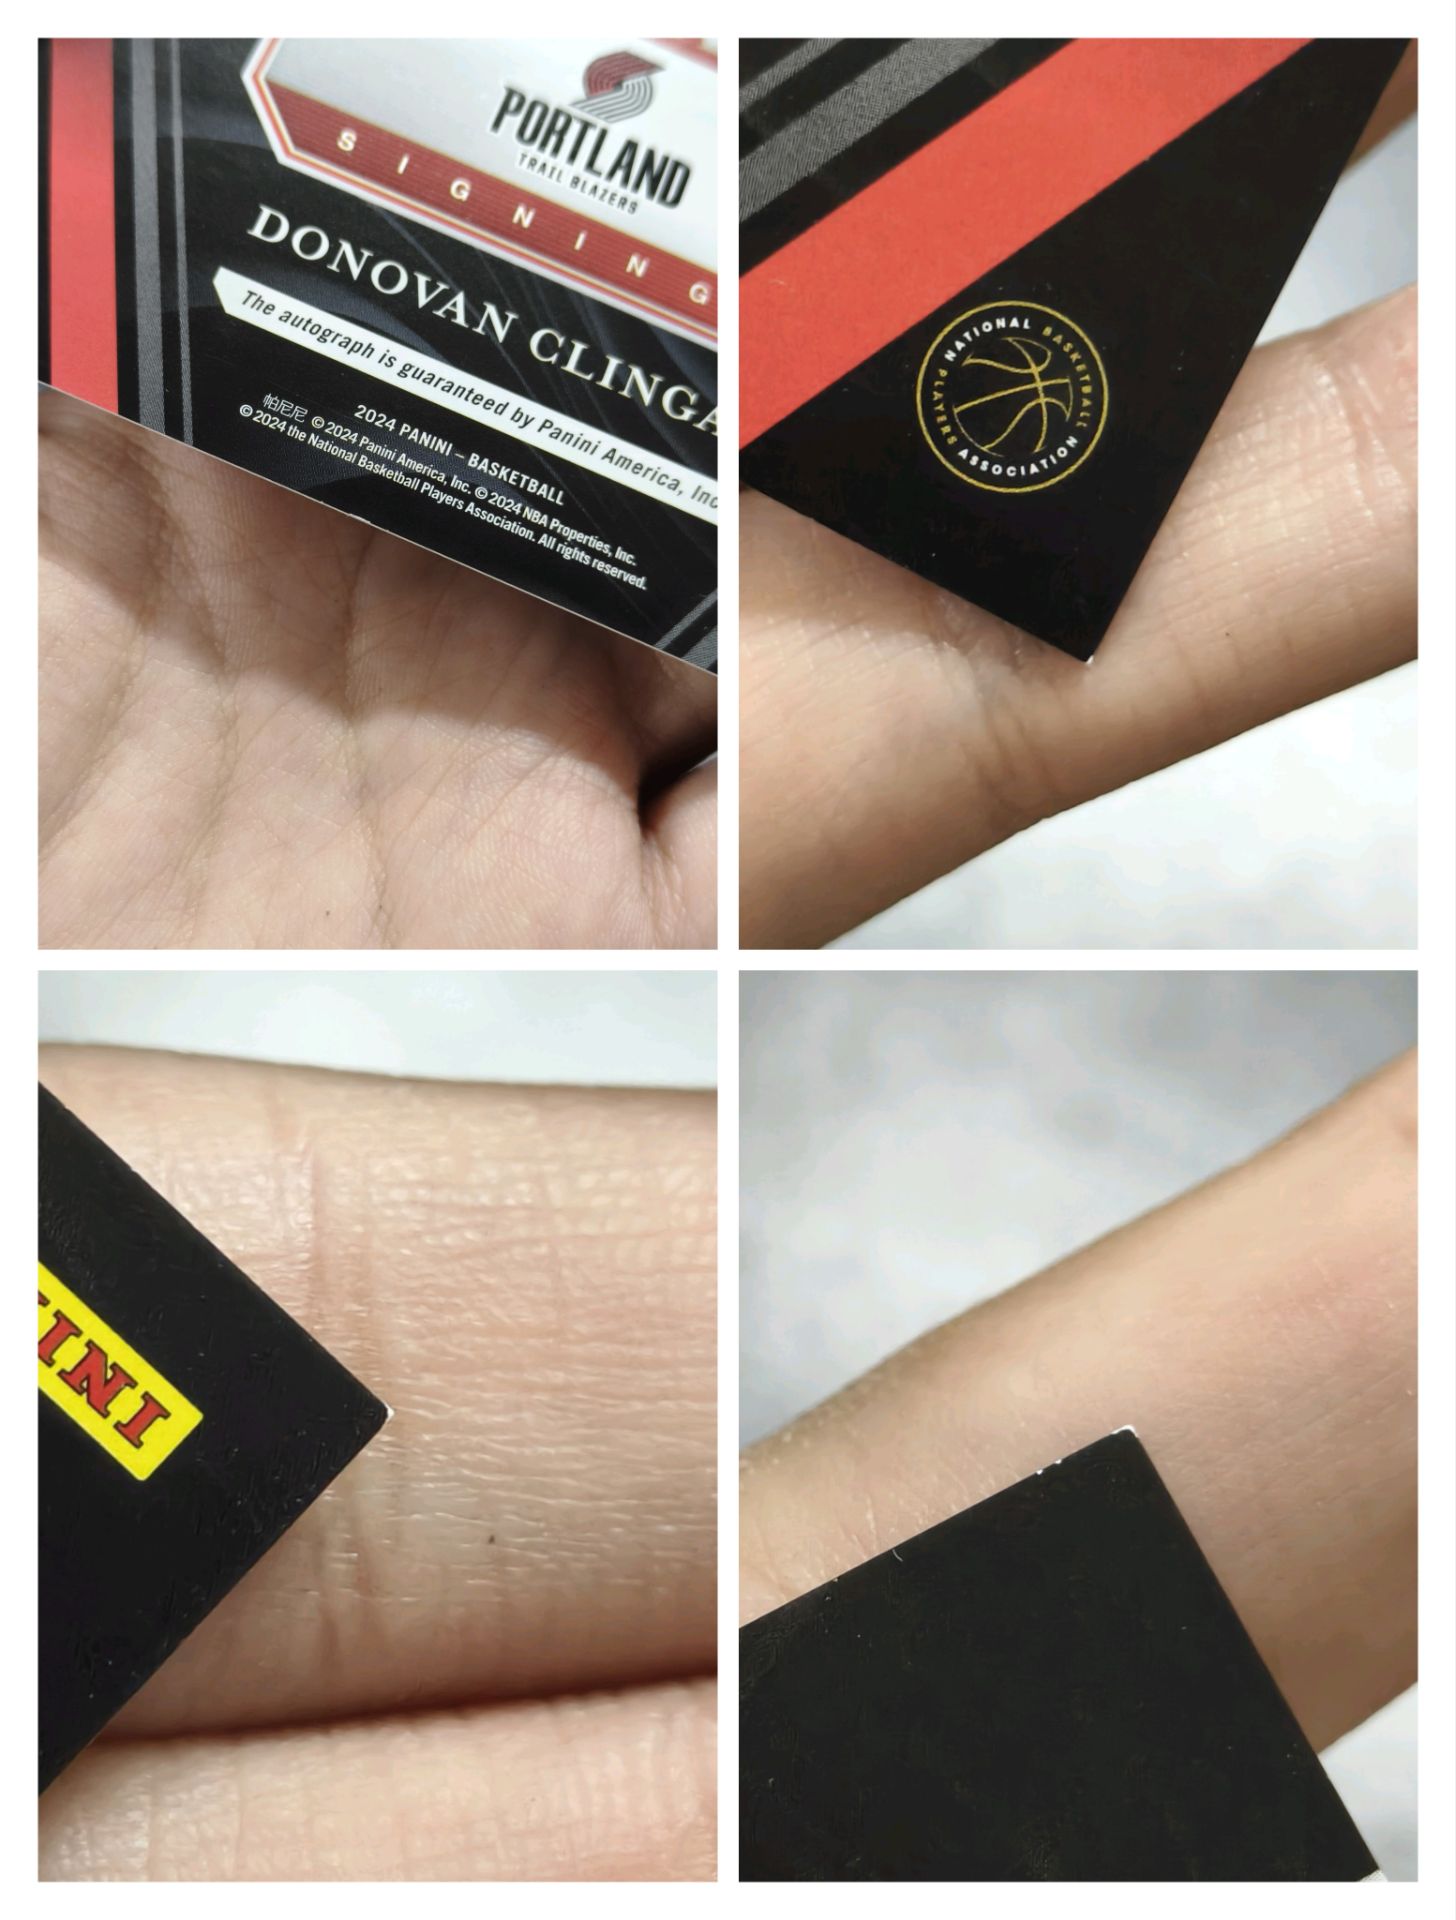 PORTLAND
TRAIL BLAZERS
SIGNING
DONOVAN CLINGA
The autograph is guaranteed by Panini America, Inc
2024 PANINI – BASKETBALL
帕尼尼 © 2024 Panini America, Inc. © 2024 NBA Properties, Inc.
© 2024 the National Basketball Players Association. All rights reserved.
NATIONAL BASKETBALL
PLAYERS ASSOCIATION
INI